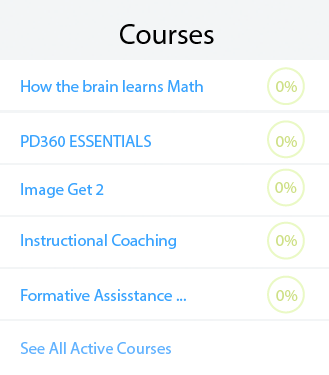 Courses
How the brain learns Math 0%
PD360 ESSENTIALS 0%
Image Get 2 0%
Instructional Coaching 0%
Formative Assisstance ... 0%
See All Active Courses